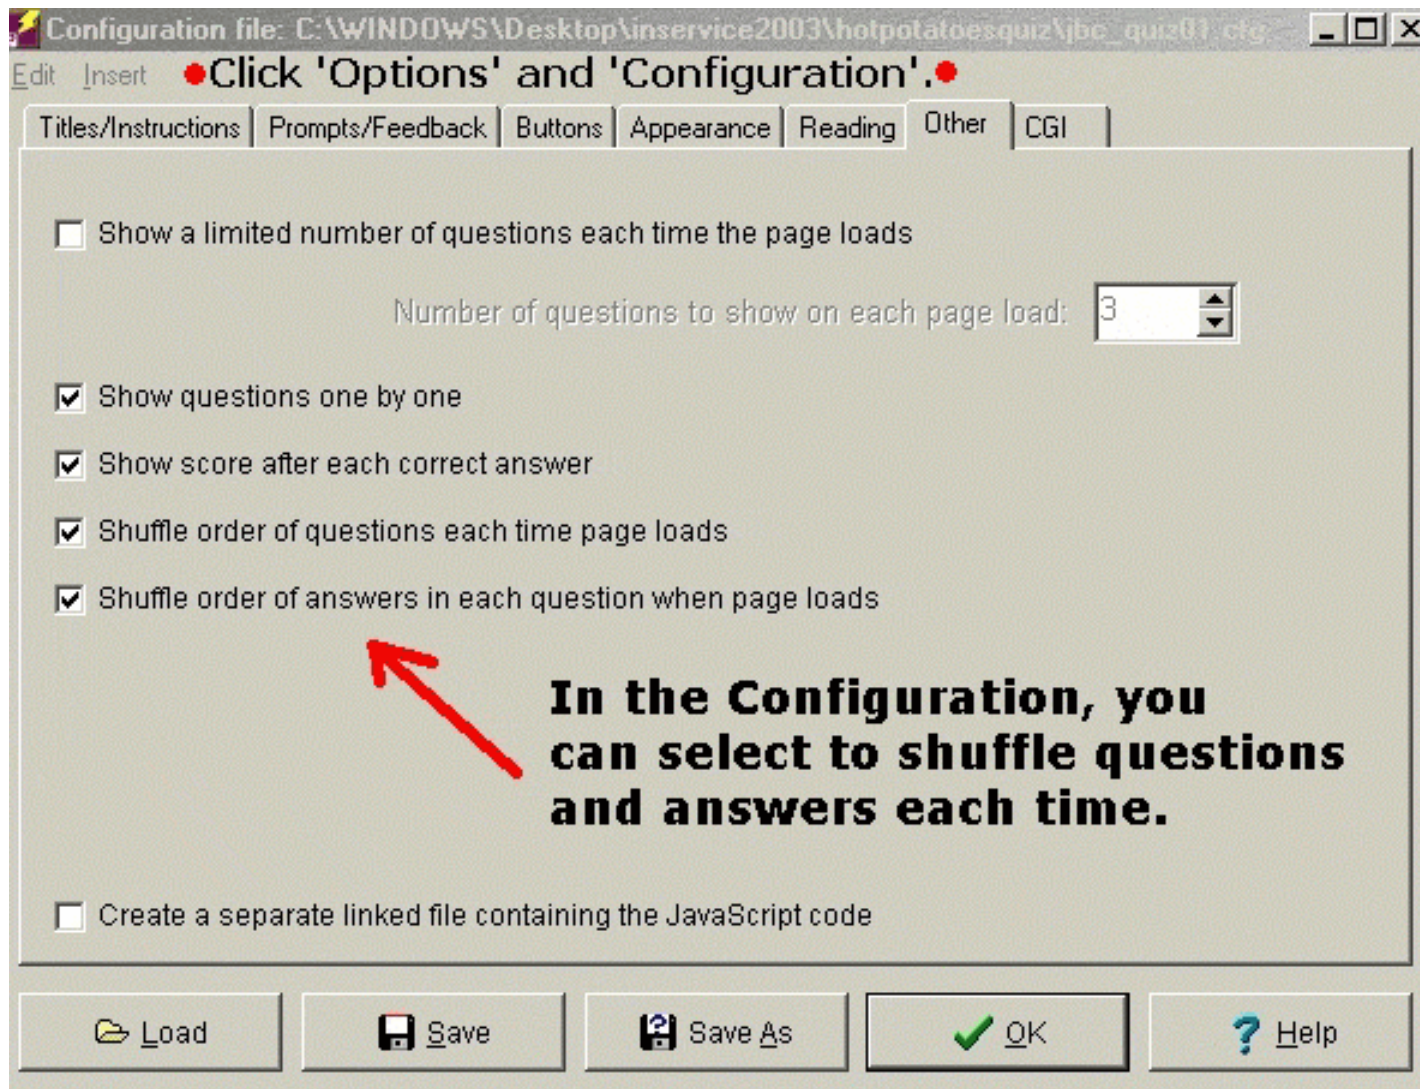 Configuration file: C:\WINDOWS\Desktop\inservice2003\hotpotatoesquiz\jbc_quiz01.cfg
Edit Insert •Click 'Options' and 'Configuration'.•
Titles/Instructions Prompts/Feedback Buttons Appearance Reading Other CGI
Show a limited number of questions each time the page loads
Number of questions to show on each page load: 3
Show questions one by one
Show score after each correct answer
Shuffle order of questions each time page loads
Shuffle order of answers in each question when page loads
In the Configuration, you
can select to shuffle questions
and answers each time.
Create a separate linked file containing the JavaScript code
Load Save Save As OK Help